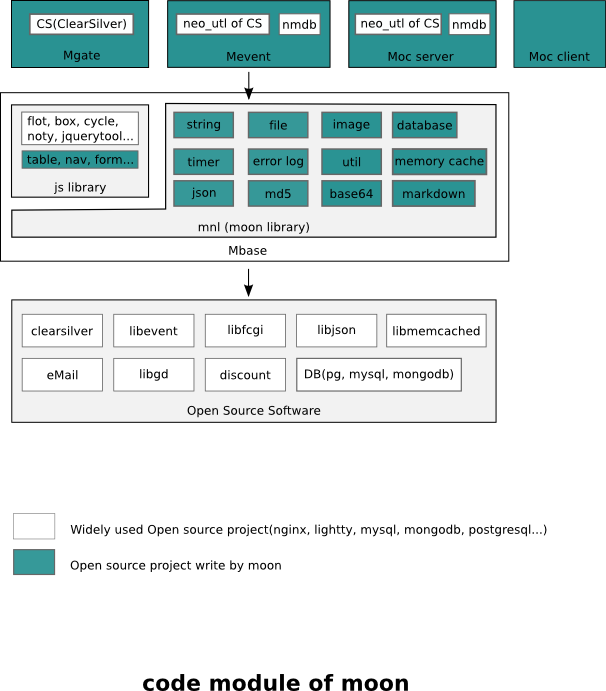 CS(ClearSilver)
Mgate
neo_utl of CS
nmdb
Mevent
neo_utl of CS
nmdb
Moc server
Moc client
flot, box, cycle,
noty, jquerytool...
table, nav, form...
js library
string
file
image
database
timer
error log
util
memory cache
json
md5
base64
markdown
mnl (moon library)
Mbase
clearsilver
libevent
libfcgi
libjson
libmemcached
eMail
libgd
discount
DB(pg, mysql, mongodb)
Open Source Software
Widely used Open source project(nginx, lightty, mysql, mongodb, postgresql...)
Open source project write by moon
code module of moon